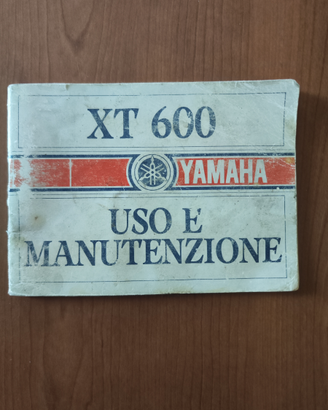 XT 600
YAMAHA
USO E
MANUTENZIONE